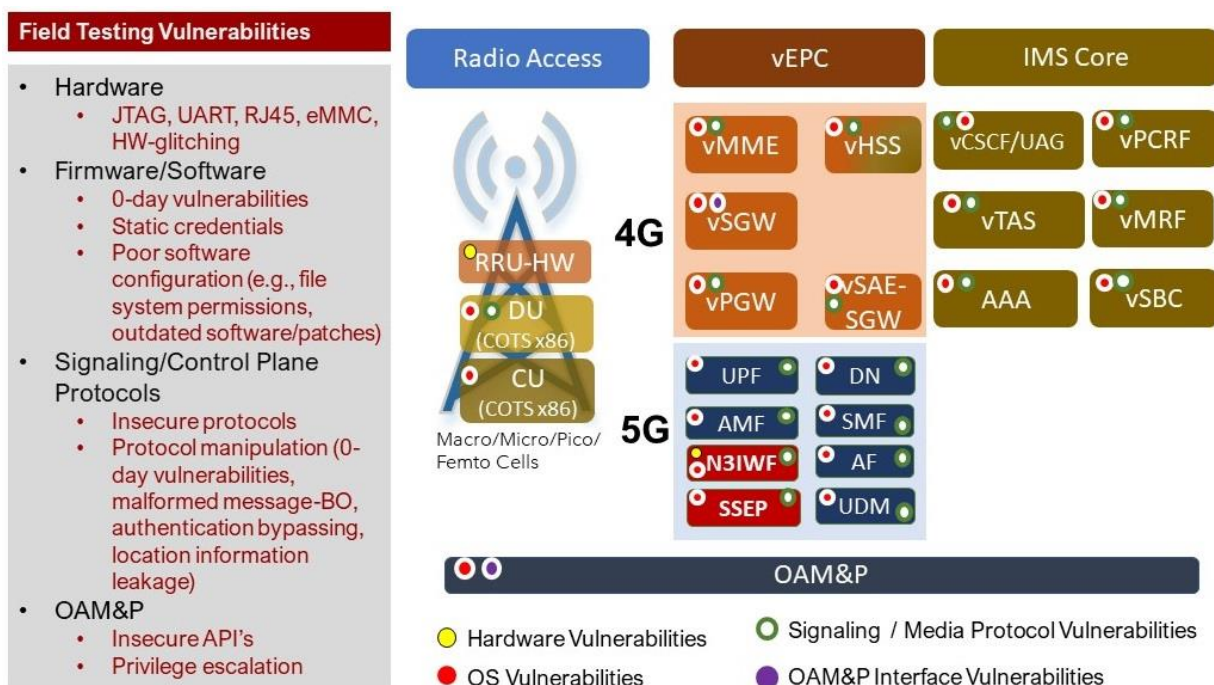 Field Testing Vulnerabilities
• Hardware
• JTAG, UART, RJ45, eMMC,
HW-glitching
• Firmware/Software
• 0-day vulnerabilities
• Static credentials
• Poor software
configuration (e.g., file
system permissions,
outdated software/patches)
• Signaling/Control Plane
Protocols
• Insecure protocols
• Protocol manipulation (0-
day vulnerabilities,
malformed message-BO,
authentication bypassing,
location information
leakage)
• OAM&P
• Insecure API's
• Privilege escalation
Radio Access
vEPC
IMS Core
RRU-HW
DU
(COTS x86)
CU
(COTS x86)
Macro/Micro/Pico/
Femto Cells
4G
vMME
vHSS
vSGW
vPGW
vSAE-
SGW
vCSCF/UAG
vPCRF
vTAS
vMRF
AAA
vSBC
5G
UPF
DN
AMF
SMF
N3IWF
AF
SSEP
UDM
OAM&P
Hardware Vulnerabilities
Signaling / Media Protocol Vulnerabilities
OS Vulnerabilities
OAM&P Interface Vulnerabilities